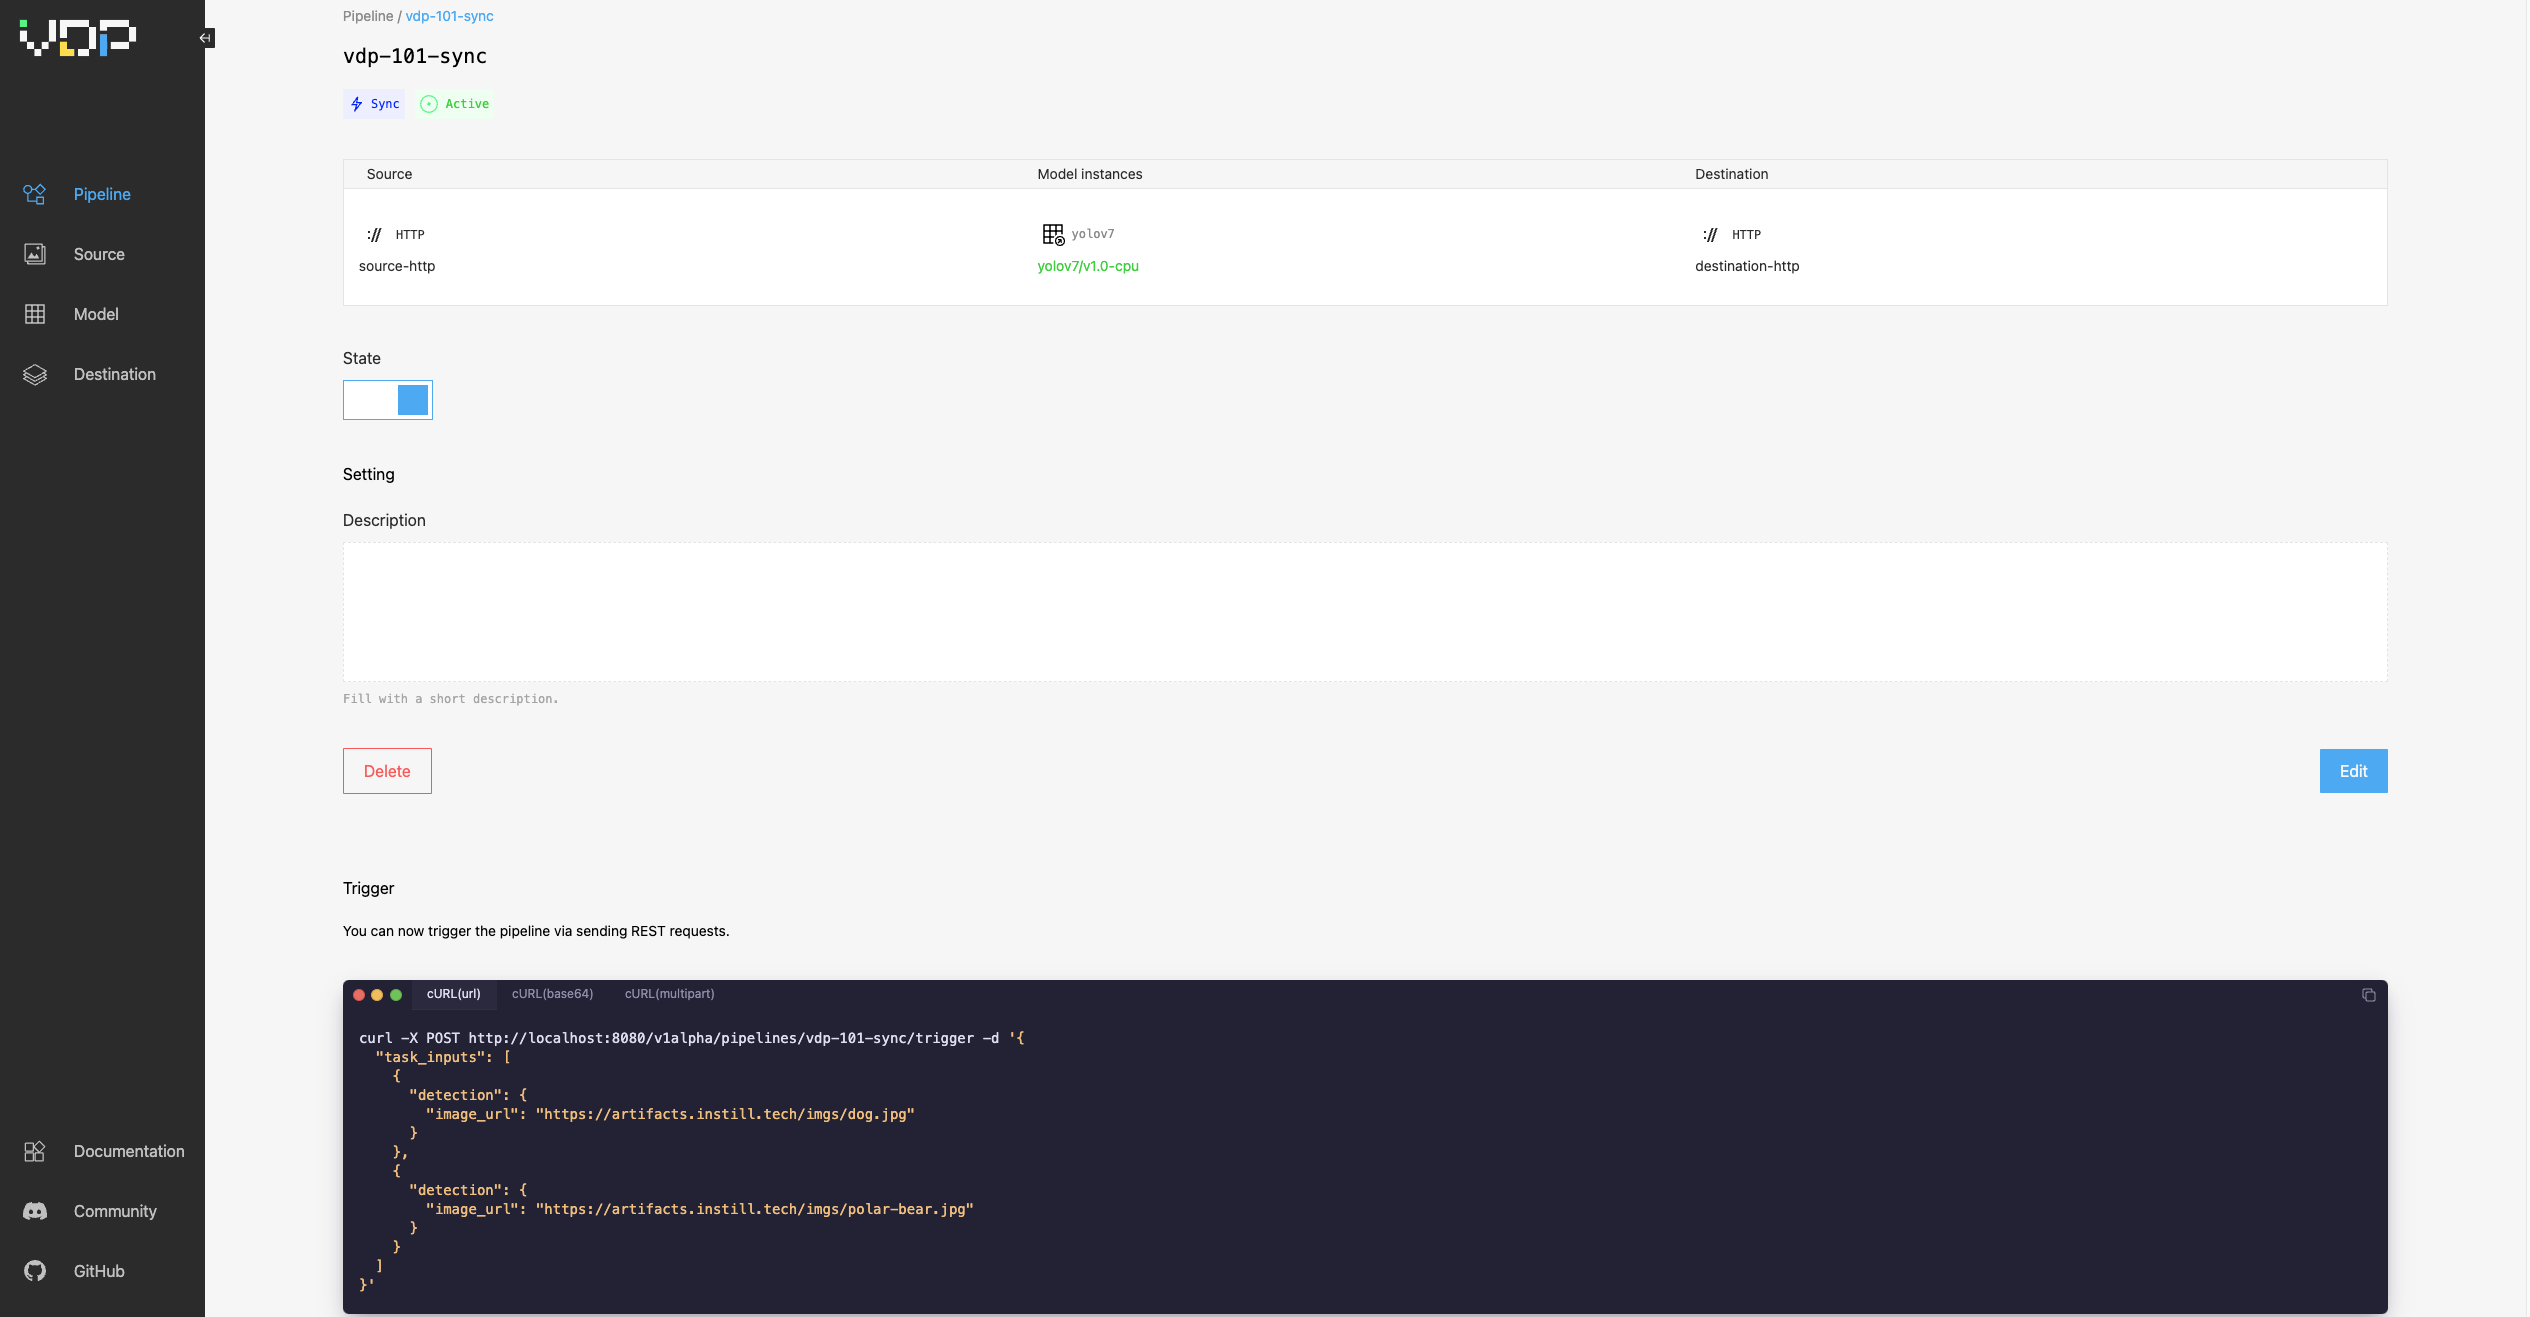 VDP
Pipeline
Source
Model
Destination
Documentation
Community
GitHub
Pipeline / vdp-101-sync
vdp-101-sync
Sync Active
Source Model instances Destination
:// HTTP yolov7 :// HTTP
source-http yolov7/v1.0-cpu destination-http
State
Setting
Description
Fill with a short description.
Delete Edit
Trigger
You can now trigger the pipeline via sending REST requests.
cURL(url) cURL(base64) cURL(multipart)
curl -X POST http://localhost:8080/v1alpha/pipelines/vdp-101-sync/trigger -d '{
  "task_inputs": [
    {
      "detection": {
        "image_url": "https://artifacts.instill.tech/imgs/dog.jpg"
      }
    },
    {
      "detection": {
        "image_url": "https://artifacts.instill.tech/imgs/polar-bear.jpg"
      }
    }
  ]
}'